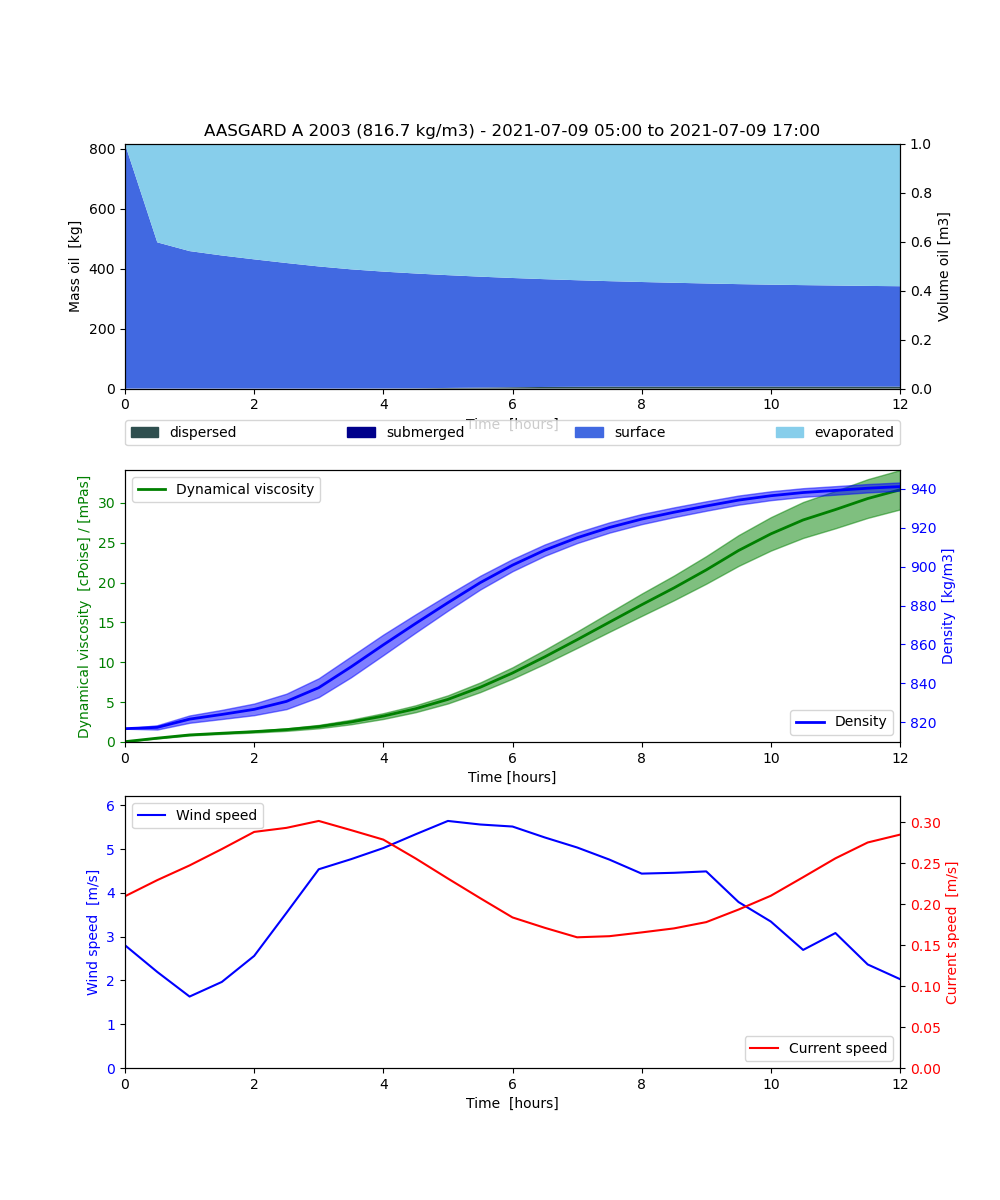 AASGARD A 2003 (816.7 kg/m3) - 2021-07-09 05:00 to 2021-07-09 17:00
Mass oil [kg]
800
600
400
200
0
1.0
0.8
0.6
0.4
0.2
0.0
Volume oil [m3]
0 2 4 6 8 10 12
Time [hours]
dispersed submerged surface evaporated
Dynamical viscosity [cPoise] / [mPas]
30
25
20
15
10
5
0
Dynamical viscosity
940
920
900
880
860
840
820
Density [kg/m3]
Density
0 2 4 6 8 10 12
Time [hours]
Wind speed [m/s]
6
5
4
3
2
1
0
Wind speed
0.30
0.25
0.20
0.15
0.10
0.05
0.00
Current speed [m/s]
Current speed
0 2 4 6 8 10 12
Time [hours]